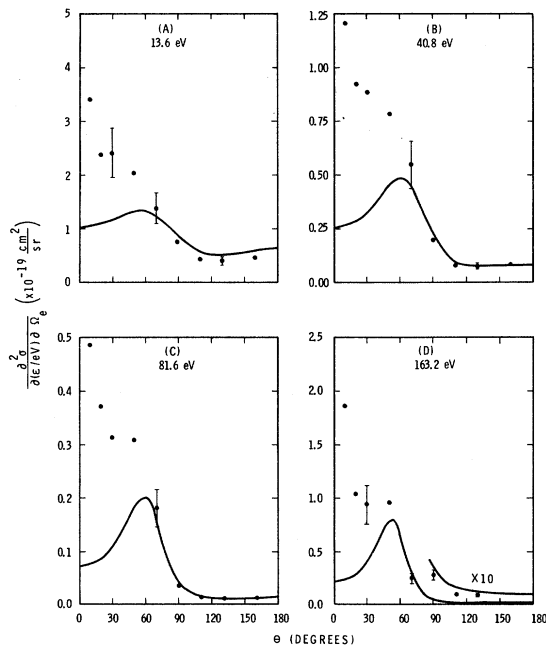 (A)
13.6 eV
5
4
3
2
1
0
(B)
40.8 eV
1.25
1.00
0.75
0.50
0.25
0.00
∂²σ / ∂(ε/eV) ∂Ωₑ (x10⁻¹⁹ cm²/sr)
(C)
81.6 eV
0.5
0.4
0.3
0.2
0.1
0.0
0 30 60 90 120 150 180
(D)
163.2 eV
2.5
2.0
1.5
1.0
0.5
0.0
X10
0 30 60 90 120 150 180
θ (DEGREES)